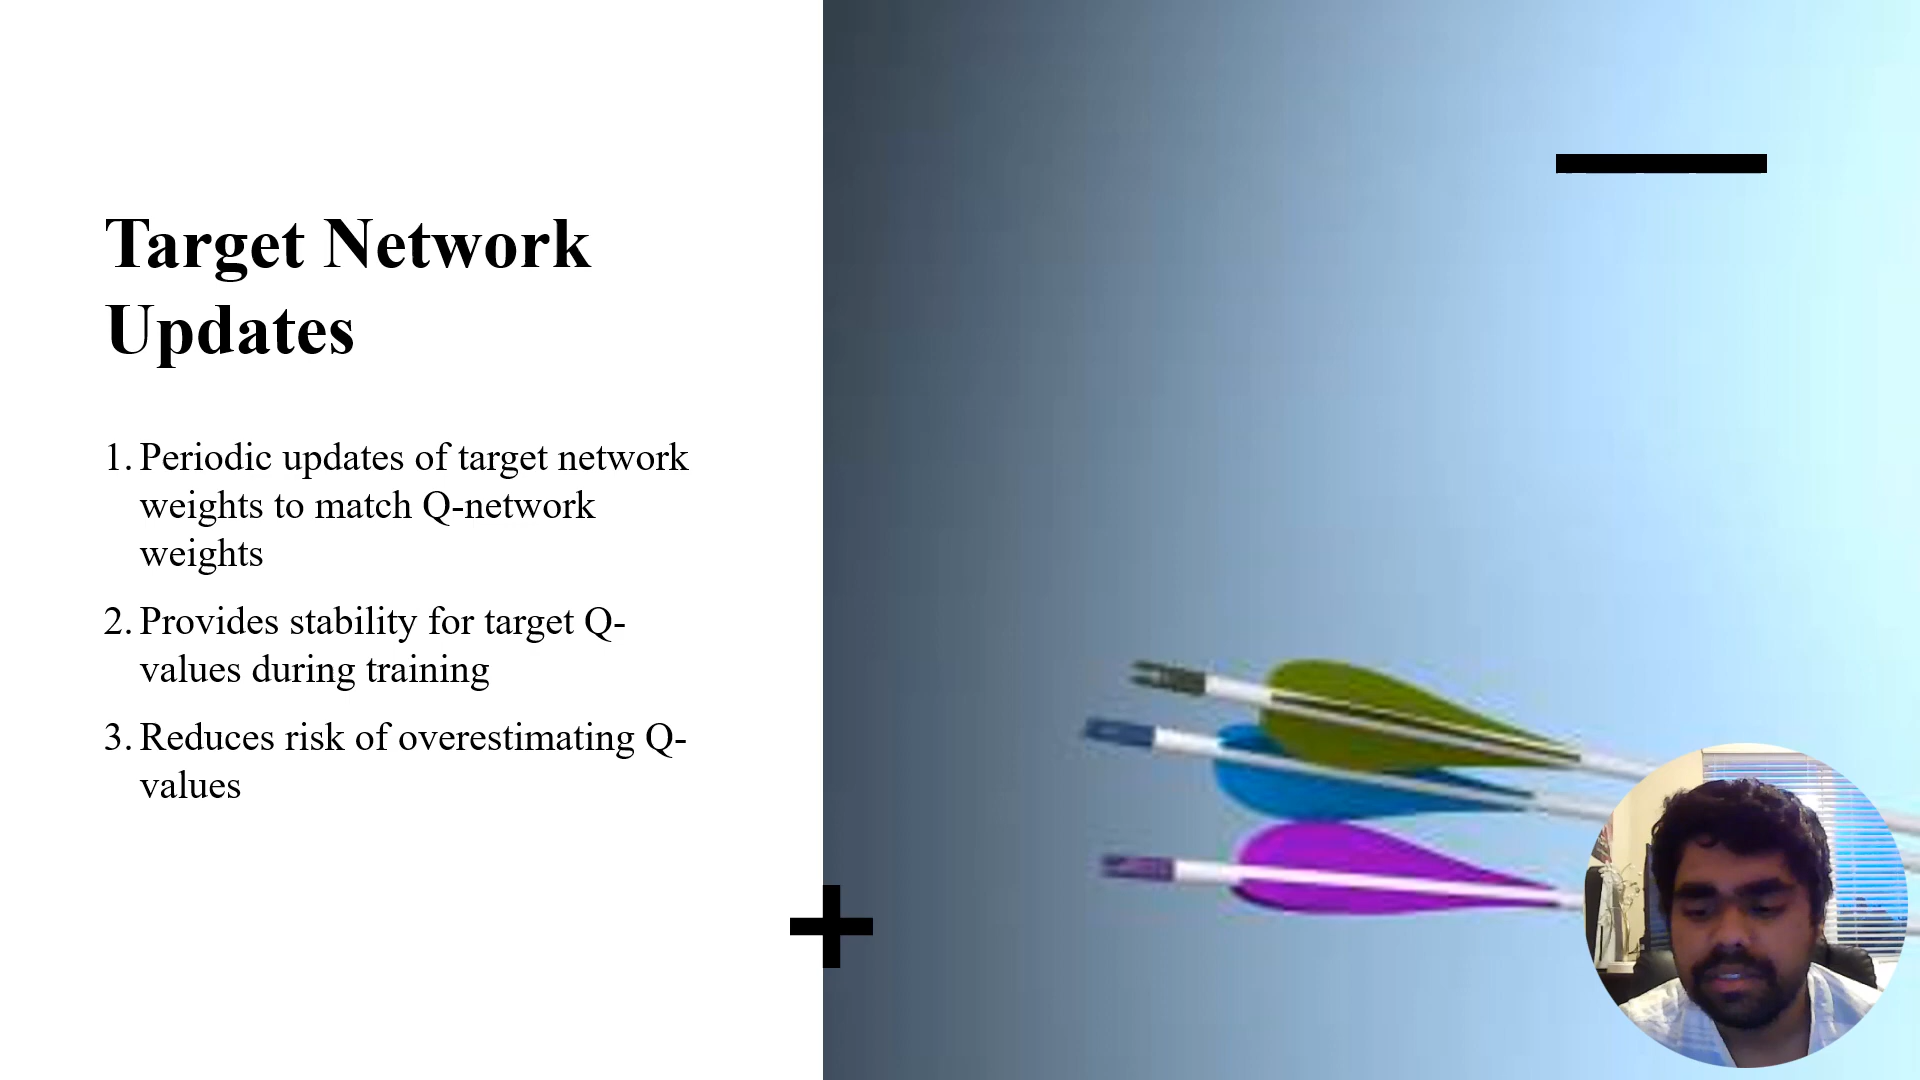 Target Network
Updates
1. Periodic updates of target network
weights to match Q-network
weights
2. Provides stability for target Q-
values during training
3. Reduces risk of overestimating Q-
values